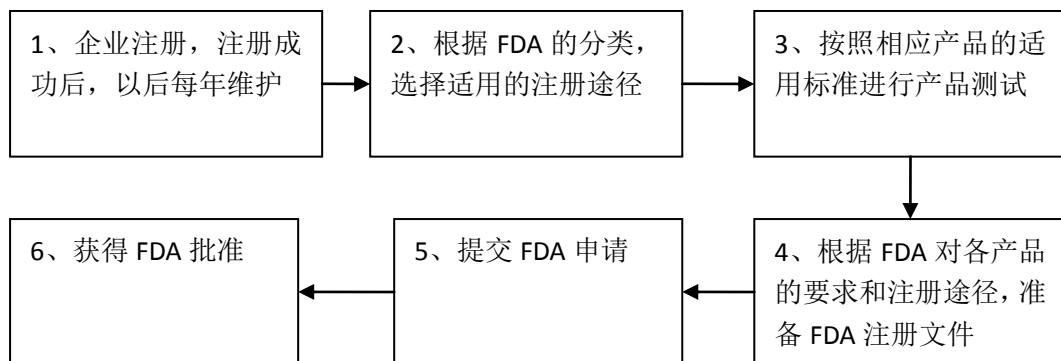 1、企业注册，注册成
功后，以后每年维护
2、根据 FDA 的分类，
选择适用的注册途径
3、按照相应产品的适
用标准进行产品测试
4、根据 FDA 对各产品
的要求和注册途径，准
备 FDA 注册文件
5、提交 FDA 申请
6、获得 FDA 批准